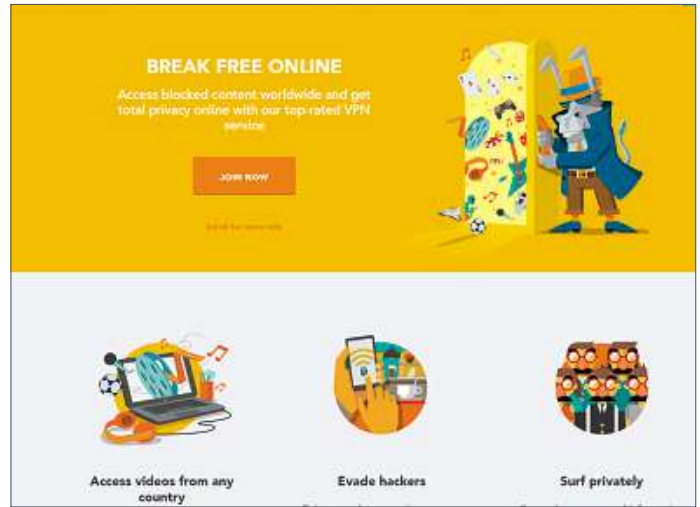 BREAK FREE ONLINE
Access blocked content worldwide and get
total privacy online with our top-rated VPN
service
JOIN NOW
Access videos from any
country
Evade hackers
Surf privately